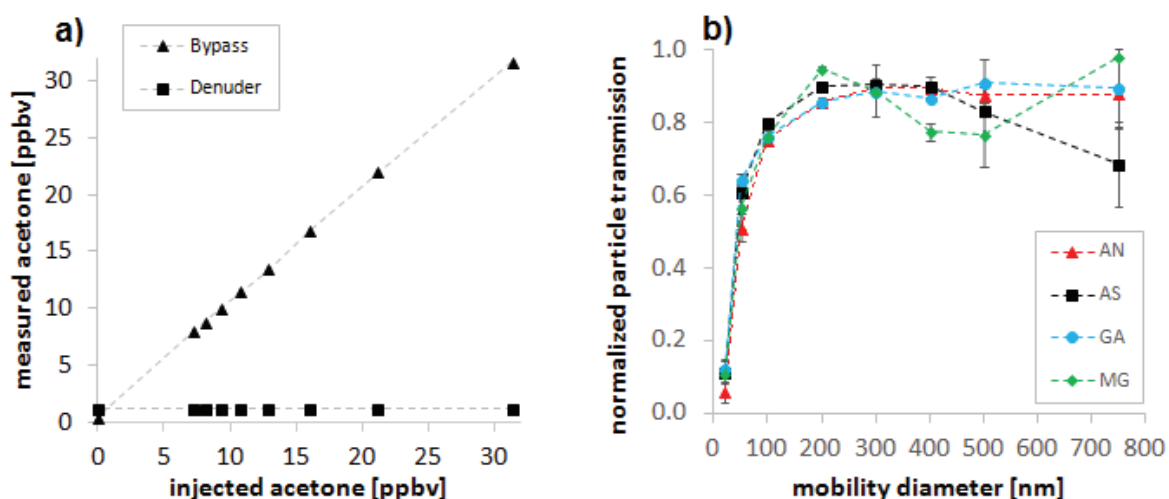 a)
Bypass
Denuder
measured acetone [ppbv]
30
25
20
15
10
5
0
0 5 10 15 20 25 30
injected acetone [ppbv]
b)
normalized particle transmission
1.0
0.8
0.6
0.4
0.2
0.0
AN
AS
GA
MG
0 100 200 300 400 500 600 700 800
mobility diameter [nm]